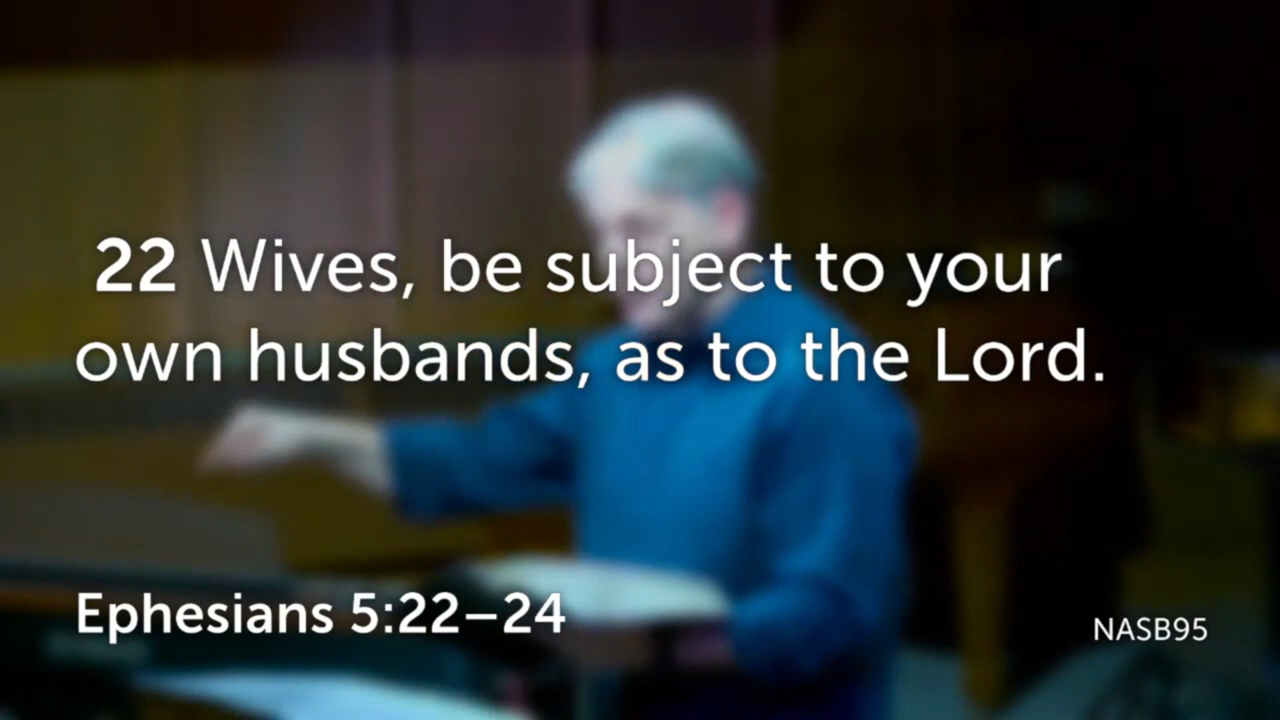 22 Wives, be subject to your
own husbands, as to the Lord.
Ephesians 5:22–24
NASB95